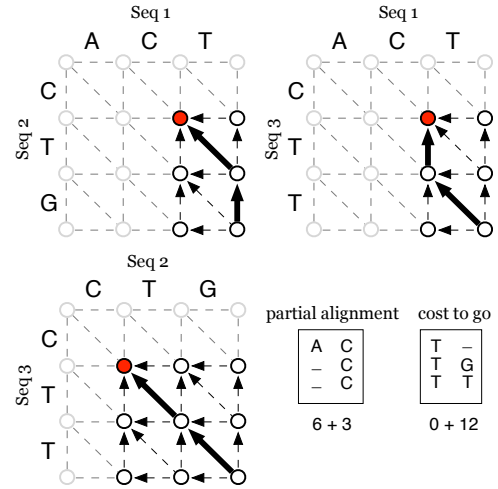 Seq 1
A C T
Seq 2
C
T
G
Seq 1
A C T
Seq 3
C
T
T
Seq 2
C T G
Seq 3
C
T
T
partial alignment
A C
– C
– C
6 + 3
cost to go
T –
T G
T T
0 + 12